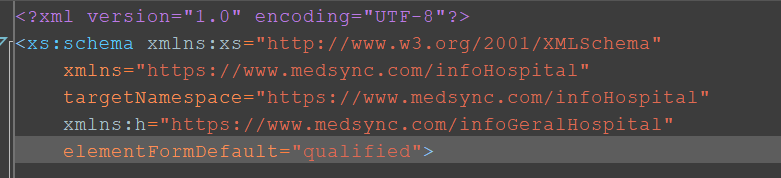 <?xml version="1.0" encoding="UTF-8"?>
<xs:schema xmlns:xs="http://www.w3.org/2001/XMLSchema"
xmlns="https://www.medsync.com/infoHospital"
targetNamespace="https://www.medsync.com/infoHospital"
xmlns:h="https://www.medsync.com/infoGeralHospital"
elementFormDefault="qualified">